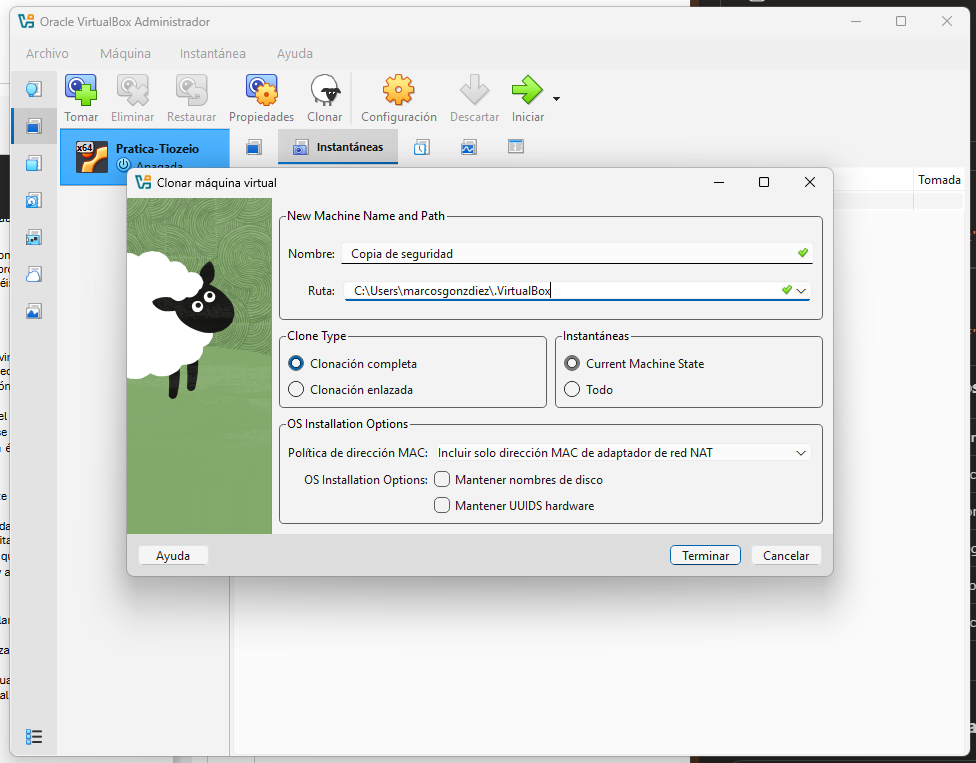 Oracle VirtualBox Administrador
Archivo Máquina Instantánea Ayuda
Tomar Eliminar Restaurar Propiedades Clonar Configuración Descartar Iniciar
x64 Pratica-Tiozeio
Apagada
Instantáneas
Tomada
Clonar máquina virtual
New Machine Name and Path
Nombre: Copia de seguridad
Ruta: C:\Users\marcosgonzdiez\.VirtualBox
Clone Type
Clonación completa
Clonación enlazada
Instantáneas
Current Machine State
Todo
OS Installation Options
Política de dirección MAC: Incluir solo dirección MAC de adaptador de red NAT
OS Installation Options: Mantener nombres de disco
Mantener UUIDS hardware
Ayuda Terminar Cancelar